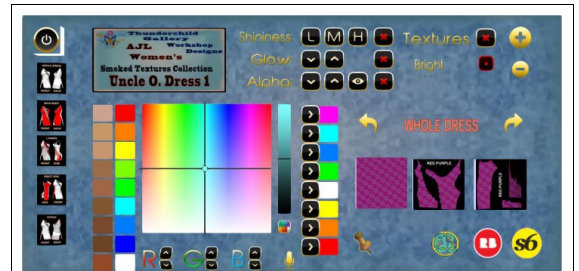 Thunderchild
Gallery
AJL Workshop
Designs
Women's
Smoked Textures Collection
Uncle O. Dress 1
Shininess: L M H
Glow:
Alpha:
Textures
Bright
WHOLE DRESS
RED PURPLE
RED PURPLE
R G B
RB
s6